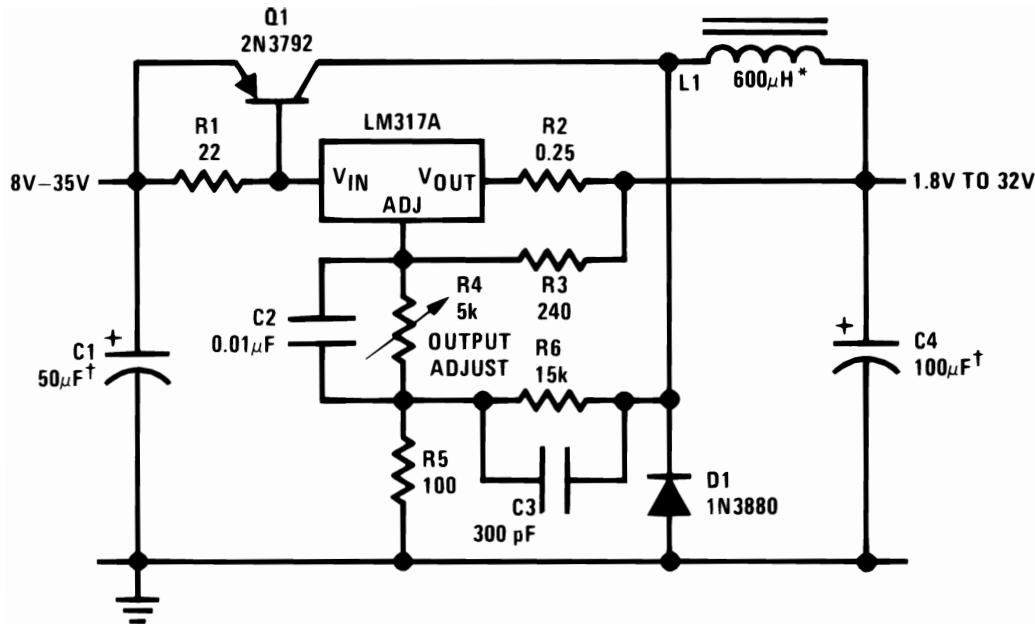 Q1
2N3792
L1
600μH*
R1
22
LM317A
R2
0.25
8V–35V
VIN
VOUT
ADJ
1.8V TO 32V
R4
5k
R3
240
C2
0.01μF
OUTPUT
ADJUST
R6
15k
+
C1
50μF†
+
C4
100μF†
R5
100
C3
300 pF
D1
1N3880